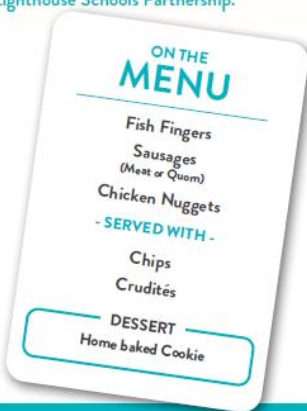 Lighthouse Schools Partnership.
ON THE
MENU
Fish Fingers
Sausages
(Meat or Quorn)
Chicken Nuggets
- SERVED WITH -
Chips
Crudités
DESSERT
Home baked Cookie